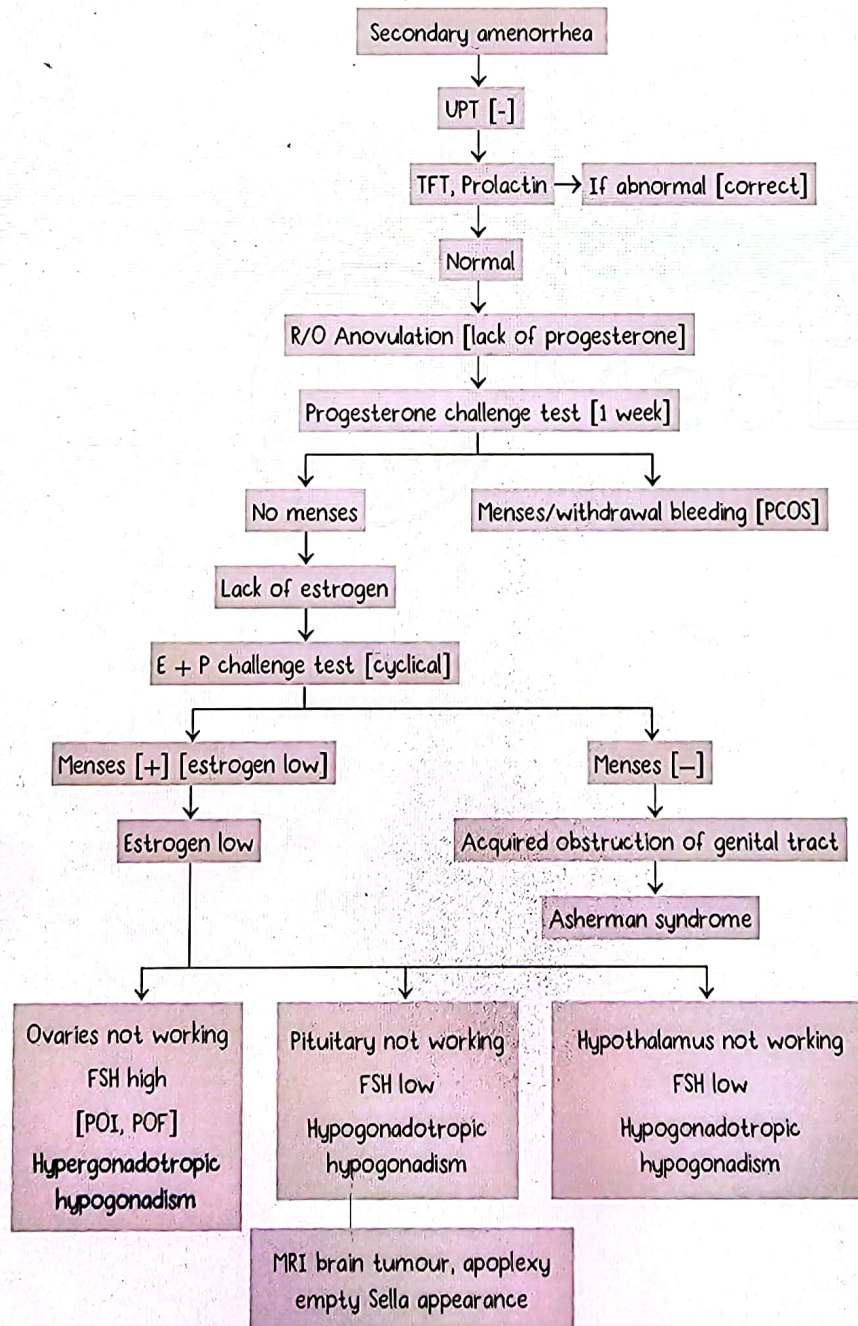 Secondary amenorrhea
UPT [-]
TFT, Prolactin
If abnormal [correct]
Normal
R/O Anovulation [lack of progesterone]
Progesterone challenge test [1 week]
No menses
Menses/withdrawal bleeding [PCOS]
Lack of estrogen
E + P challenge test [cyclical]
Menses [+] [estrogen low]
Menses [–]
Estrogen low
Acquired obstruction of genital tract
Asherman syndrome
Ovaries not working
FSH high
[POI, POF]
Hypergonadotropic
hypogonadism
Pituitary not working
FSH low
Hypogonadotropic
hypogonadism
Hypothalamus not working
FSH low
Hypogonadotropic
hypogonadism
MRI brain tumour, apoplexy
empty Sella appearance